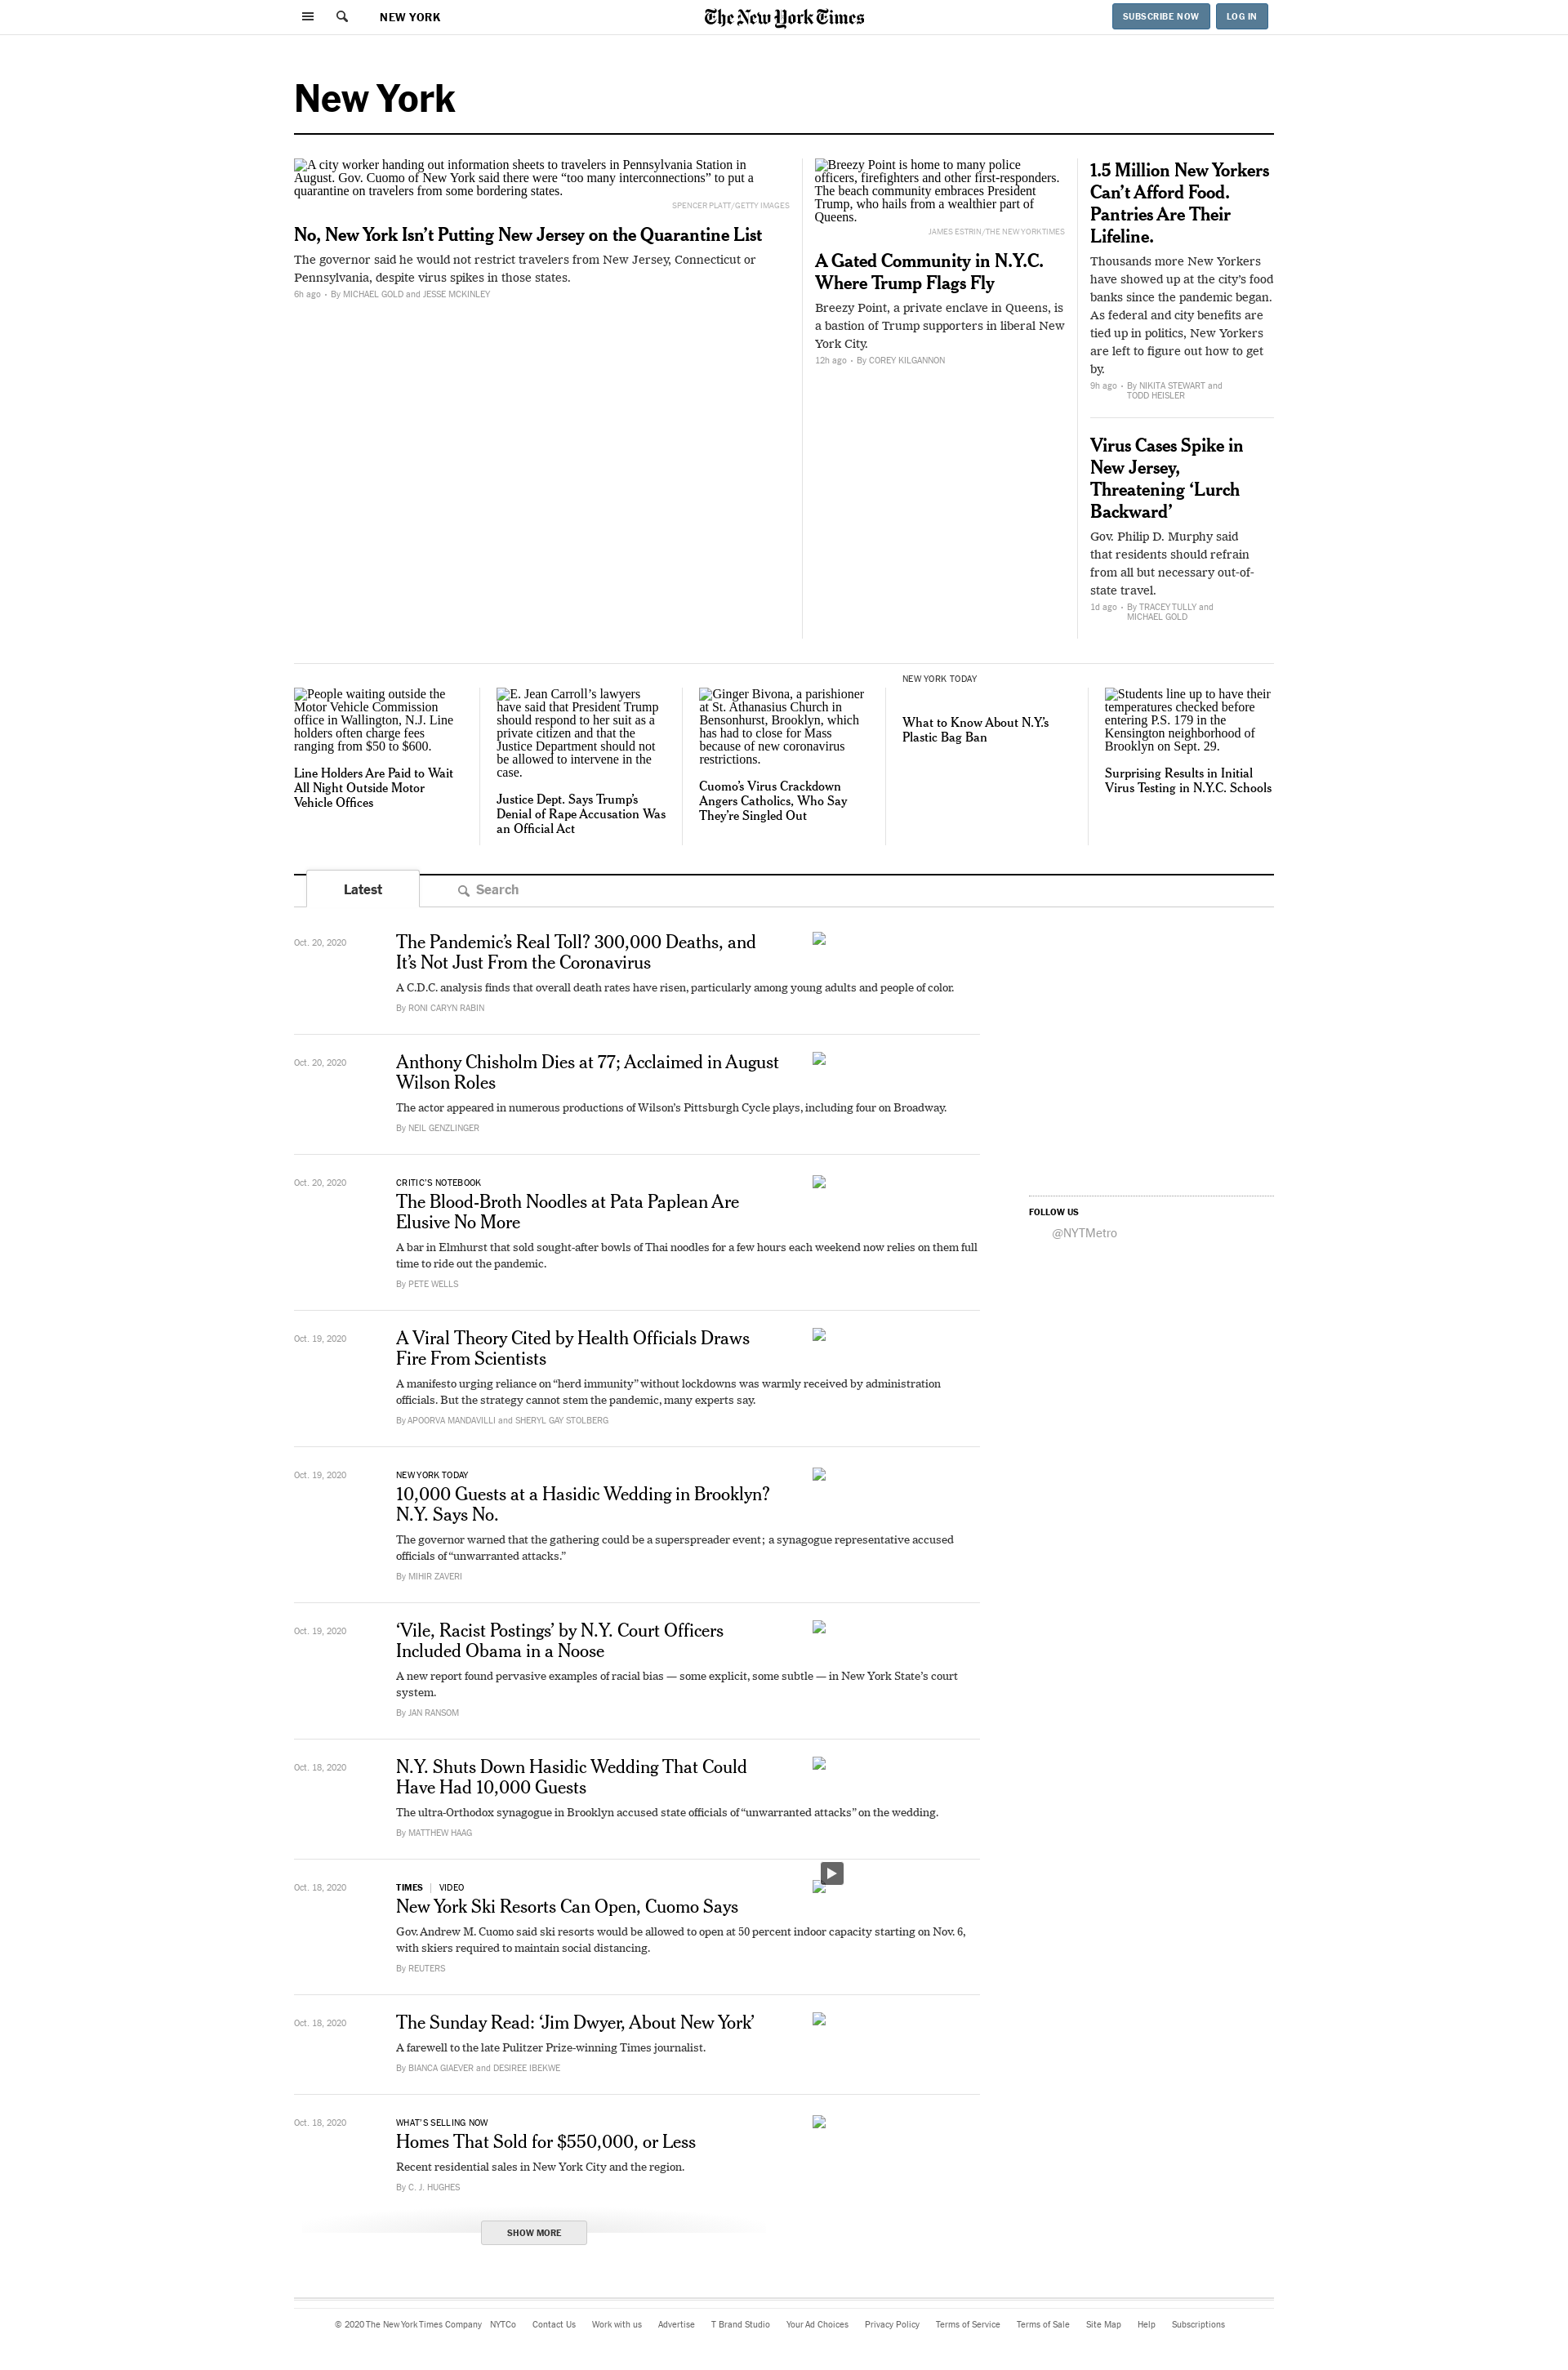 NEW YORK
The New York Times
SUBSCRIBE NOW
LOG IN
New York
A city worker handing out information sheets to travelers in Pennsylvania Station in
August. Gov. Cuomo of New York said there were “too many interconnections” to put a
quarantine on travelers from some bordering states.
SPENCER PLATT/GETTY IMAGES
No, New York Isn’t Putting New Jersey on the Quarantine List
The governor said he would not restrict travelers from New Jersey, Connecticut or
Pennsylvania, despite virus spikes in those states.
6h ago • By MICHAEL GOLD and JESSE MCKINLEY
Breezy Point is home to many police
officers, firefighters and other first-responders.
The beach community embraces President
Trump, who hails from a wealthier part of
Queens.
JAMES ESTRIN/THE NEW YORK TIMES
A Gated Community in N.Y.C.
Where Trump Flags Fly
Breezy Point, a private enclave in Queens, is
a bastion of Trump supporters in liberal New
York City.
12h ago • By COREY KILGANNON
1.5 Million New Yorkers
Can’t Afford Food.
Pantries Are Their
Lifeline.
Thousands more New Yorkers
have showed up at the city’s food
banks since the pandemic began.
As federal and city benefits are
tied up in politics, New Yorkers
are left to figure out how to get
by.
9h ago • By NIKITA STEWART and
TODD HEISLER
Virus Cases Spike in
New Jersey,
Threatening ‘Lurch
Backward’
Gov. Philip D. Murphy said
that residents should refrain
from all but necessary out-of-
state travel.
1d ago • By TRACEY TULLY and
MICHAEL GOLD
People waiting outside the
Motor Vehicle Commission
office in Wallington, N.J. Line
holders often charge fees
ranging from $50 to $600.
Line Holders Are Paid to Wait
All Night Outside Motor
Vehicle Offices
E. Jean Carroll’s lawyers
have said that President Trump
should respond to her suit as a
private citizen and that the
Justice Department should not
be allowed to intervene in the
case.
Justice Dept. Says Trump’s
Denial of Rape Accusation Was
an Official Act
Ginger Bivona, a parishioner
at St. Athanasius Church in
Bensonhurst, Brooklyn, which
has had to close for Mass
because of new coronavirus
restrictions.
Cuomo’s Virus Crackdown
Angers Catholics, Who Say
They’re Singled Out
NEW YORK TODAY
What to Know About N.Y.’s
Plastic Bag Ban
Students line up to have their
temperatures checked before
entering P.S. 179 in the
Kensington neighborhood of
Brooklyn on Sept. 29.
Surprising Results in Initial
Virus Testing in N.Y.C. Schools
Latest
Search
Oct. 20, 2020
The Pandemic’s Real Toll? 300,000 Deaths, and
It’s Not Just From the Coronavirus
A C.D.C. analysis finds that overall death rates have risen, particularly among young adults and people of color.
By RONI CARYN RABIN
Oct. 20, 2020
Anthony Chisholm Dies at 77; Acclaimed in August
Wilson Roles
The actor appeared in numerous productions of Wilson’s Pittsburgh Cycle plays, including four on Broadway.
By NEIL GENZLINGER
Oct. 20, 2020
CRITIC’S NOTEBOOK
The Blood-Broth Noodles at Pata Paplean Are
Elusive No More
A bar in Elmhurst that sold sought-after bowls of Thai noodles for a few hours each weekend now relies on them full
time to ride out the pandemic.
By PETE WELLS
FOLLOW US
@NYTMetro
Oct. 19, 2020
A Viral Theory Cited by Health Officials Draws
Fire From Scientists
A manifesto urging reliance on “herd immunity” without lockdowns was warmly received by administration
officials. But the strategy cannot stem the pandemic, many experts say.
By APOORVA MANDAVILLI and SHERYL GAY STOLBERG
Oct. 19, 2020
NEW YORK TODAY
10,000 Guests at a Hasidic Wedding in Brooklyn?
N.Y. Says No.
The governor warned that the gathering could be a superspreader event; a synagogue representative accused
officials of “unwarranted attacks.”
By MIHIR ZAVERI
Oct. 19, 2020
‘Vile, Racist Postings’ by N.Y. Court Officers
Included Obama in a Noose
A new report found pervasive examples of racial bias — some explicit, some subtle — in New York State’s court
system.
By JAN RANSOM
Oct. 18, 2020
N.Y. Shuts Down Hasidic Wedding That Could
Have Had 10,000 Guests
The ultra-Orthodox synagogue in Brooklyn accused state officials of “unwarranted attacks” on the wedding.
By MATTHEW HAAG
Oct. 18, 2020
TIMES | VIDEO
New York Ski Resorts Can Open, Cuomo Says
Gov. Andrew M. Cuomo said ski resorts would be allowed to open at 50 percent indoor capacity starting on Nov. 6,
with skiers required to maintain social distancing.
By REUTERS
Oct. 18, 2020
The Sunday Read: ‘Jim Dwyer, About New York’
A farewell to the late Pulitzer Prize-winning Times journalist.
By BIANCA GIAEVER and DESIREE IBEKWE
Oct. 18, 2020
WHAT’S SELLING NOW
Homes That Sold for $550,000, or Less
Recent residential sales in New York City and the region.
By C. J. HUGHES
SHOW MORE
© 2020 The New York Times Company NYTCo Contact Us Work with us Advertise T Brand Studio Your Ad Choices Privacy Policy Terms of Service Terms of Sale Site Map Help Subscriptions